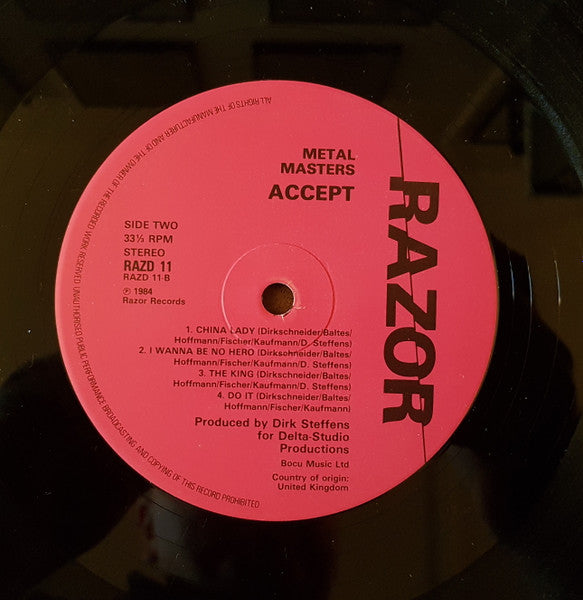 METAL
MASTERS
ACCEPT
RAZOR
SIDE TWO
33⅓ RPM
STEREO
RAZD 11
RAZD 11-B
℗ 1984
Razor Records
1. CHINA LADY (Dirkschneider/Baltes/
Hoffmann/Fischer/Kaufmann/D. Steffens)
2. I WANNA BE NO HERO (Dirkschneider/Baltes/
Hoffmann/Fischer/Kaufmann/D. Steffens)
3. THE KING (Dirkschneider/Baltes/
Hoffmann/Fischer/Kaufmann/D. Steffens)
4. DO IT (Dirkschneider/Baltes/
Hoffmann/Fischer/Kaufmann)
Produced by Dirk Steffens
for Delta-Studio
Productions
Bocu Music Ltd
Country of origin:
United Kingdom
ALL RIGHTS OF THE MANUFACTURER AND OF THE OWNER OF THE RECORDED WORK RESERVED UNAUTHORISED PUBLIC PERFORMANCE BROADCASTING AND COPYING OF THIS RECORD PROHIBITED